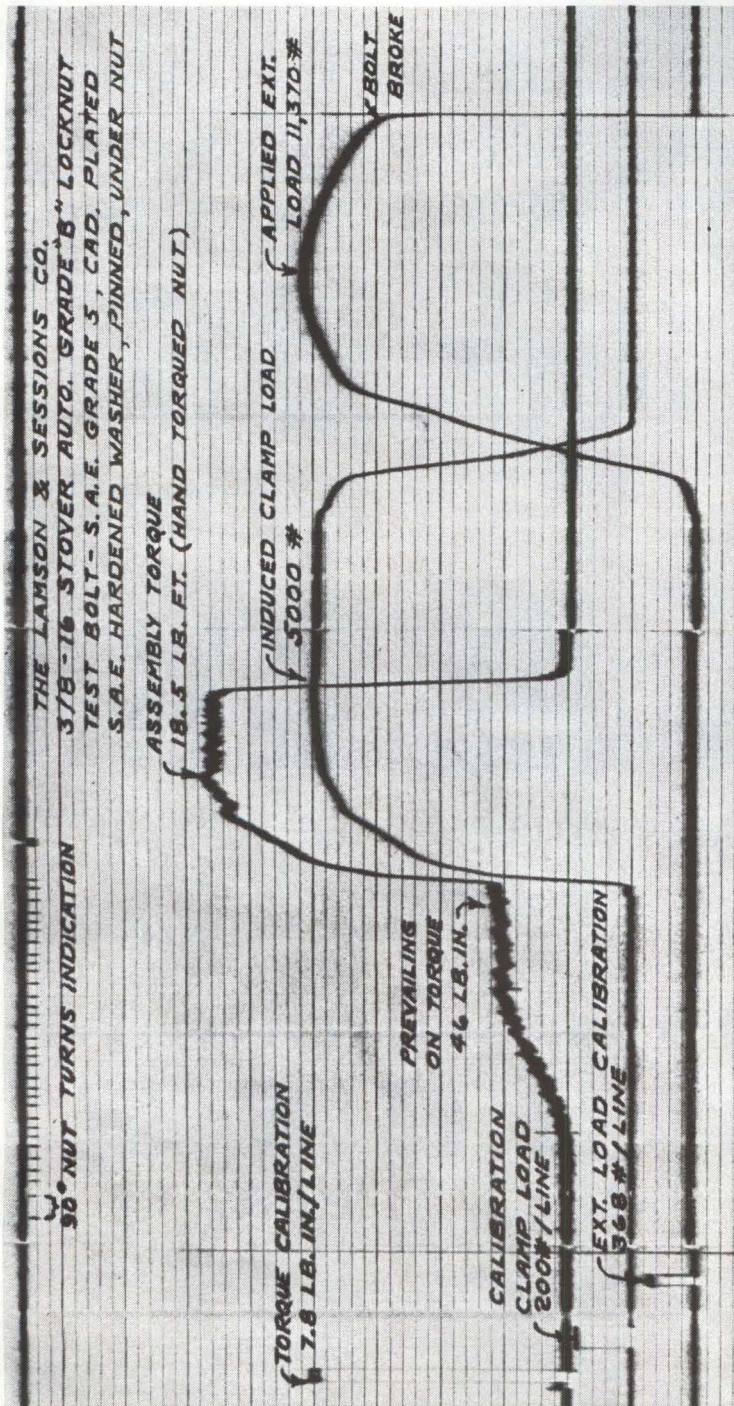 THE LAMSON & SESSIONS CO.
3/8-16 STOVER AUTO. GRADE "B" LOCKNUT
TEST BOLT - S.A.E. GRADE 5, CAD. PLATED
S.A.E. HARDENED WASHER, PINNED, UNDER NUT
90° NUT TURNS INDICATION
ASSEMBLY TORQUE
18.5 LB. FT. (HAND TORQUED NUT)
TORQUE CALIBRATION
7.8 LB. IN./LINE
INDUCED CLAMP LOAD
5000 #
APPLIED EXT.
LOAD 11,370 #
BOLT
BROKE
PREVAILING
ON TORQUE
46 LB. IN.
CALIBRATION
CLAMP LOAD
200#/LINE
EXT. LOAD CALIBRATION
368 #/LINE